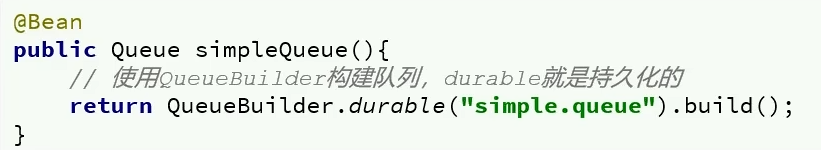 @Bean
public Queue simpleQueue(){
// 使用QueueBuilder构建队列，durable就是持久化的
return QueueBuilder.durable("simple.queue").build();
}